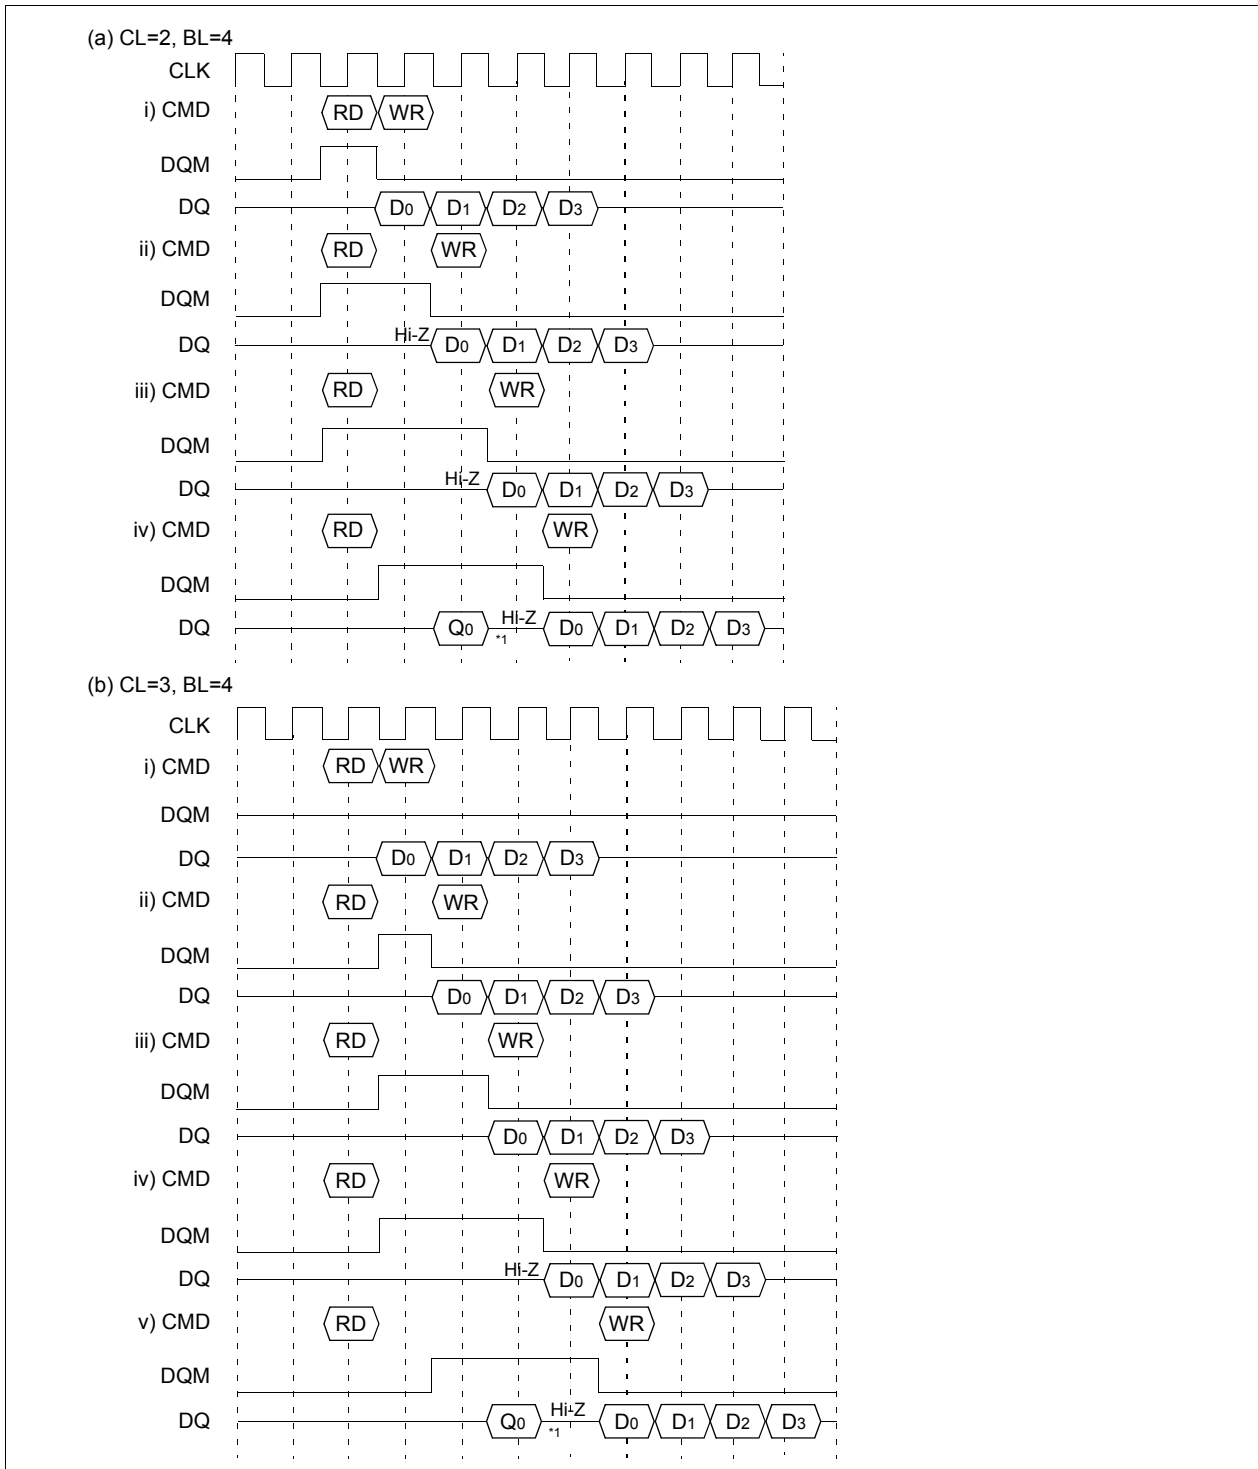 (a) CL=2, BL=4
CLK
i) CMD RD WR
DQM
DQ D0 D1 D2 D3
ii) CMD RD WR
DQM
DQ Hi-Z D0 D1 D2 D3
iii) CMD RD WR
DQM
DQ Hi-Z D0 D1 D2 D3
iv) CMD RD WR
DQM
DQ Q0 Hi-Z *1 D0 D1 D2 D3
(b) CL=3, BL=4
CLK
i) CMD RD WR
DQM
DQ D0 D1 D2 D3
ii) CMD RD WR
DQM
DQ D0 D1 D2 D3
iii) CMD RD WR
DQM
DQ D0 D1 D2 D3
iv) CMD RD WR
DQM
DQ Hi-Z D0 D1 D2 D3
v) CMD RD WR
DQM
DQ Q0 Hi-Z *1 D0 D1 D2 D3